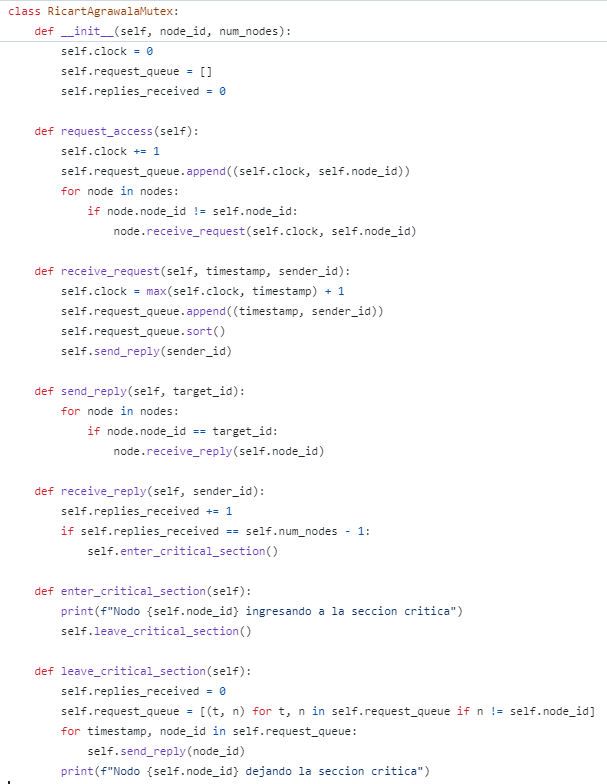 class RicartAgrawalaMutex:
    def __init__(self, node_id, num_nodes):
        self.clock = 0
        self.request_queue = []
        self.replies_received = 0

    def request_access(self):
        self.clock += 1
        self.request_queue.append((self.clock, self.node_id))
        for node in nodes:
            if node.node_id != self.node_id:
                node.receive_request(self.clock, self.node_id)

    def receive_request(self, timestamp, sender_id):
        self.clock = max(self.clock, timestamp) + 1
        self.request_queue.append((timestamp, sender_id))
        self.request_queue.sort()
        self.send_reply(sender_id)

    def send_reply(self, target_id):
        for node in nodes:
            if node.node_id == target_id:
                node.receive_reply(self.node_id)

    def receive_reply(self, sender_id):
        self.replies_received += 1
        if self.replies_received == self.num_nodes - 1:
            self.enter_critical_section()

    def enter_critical_section(self):
        print(f"Nodo {self.node_id} ingresando a la seccion critica")
        self.leave_critical_section()

    def leave_critical_section(self):
        self.replies_received = 0
        self.request_queue = [(t, n) for t, n in self.request_queue if n != self.node_id]
        for timestamp, node_id in self.request_queue:
            self.send_reply(node_id)
        print(f"Nodo {self.node_id} dejando la seccion critica")